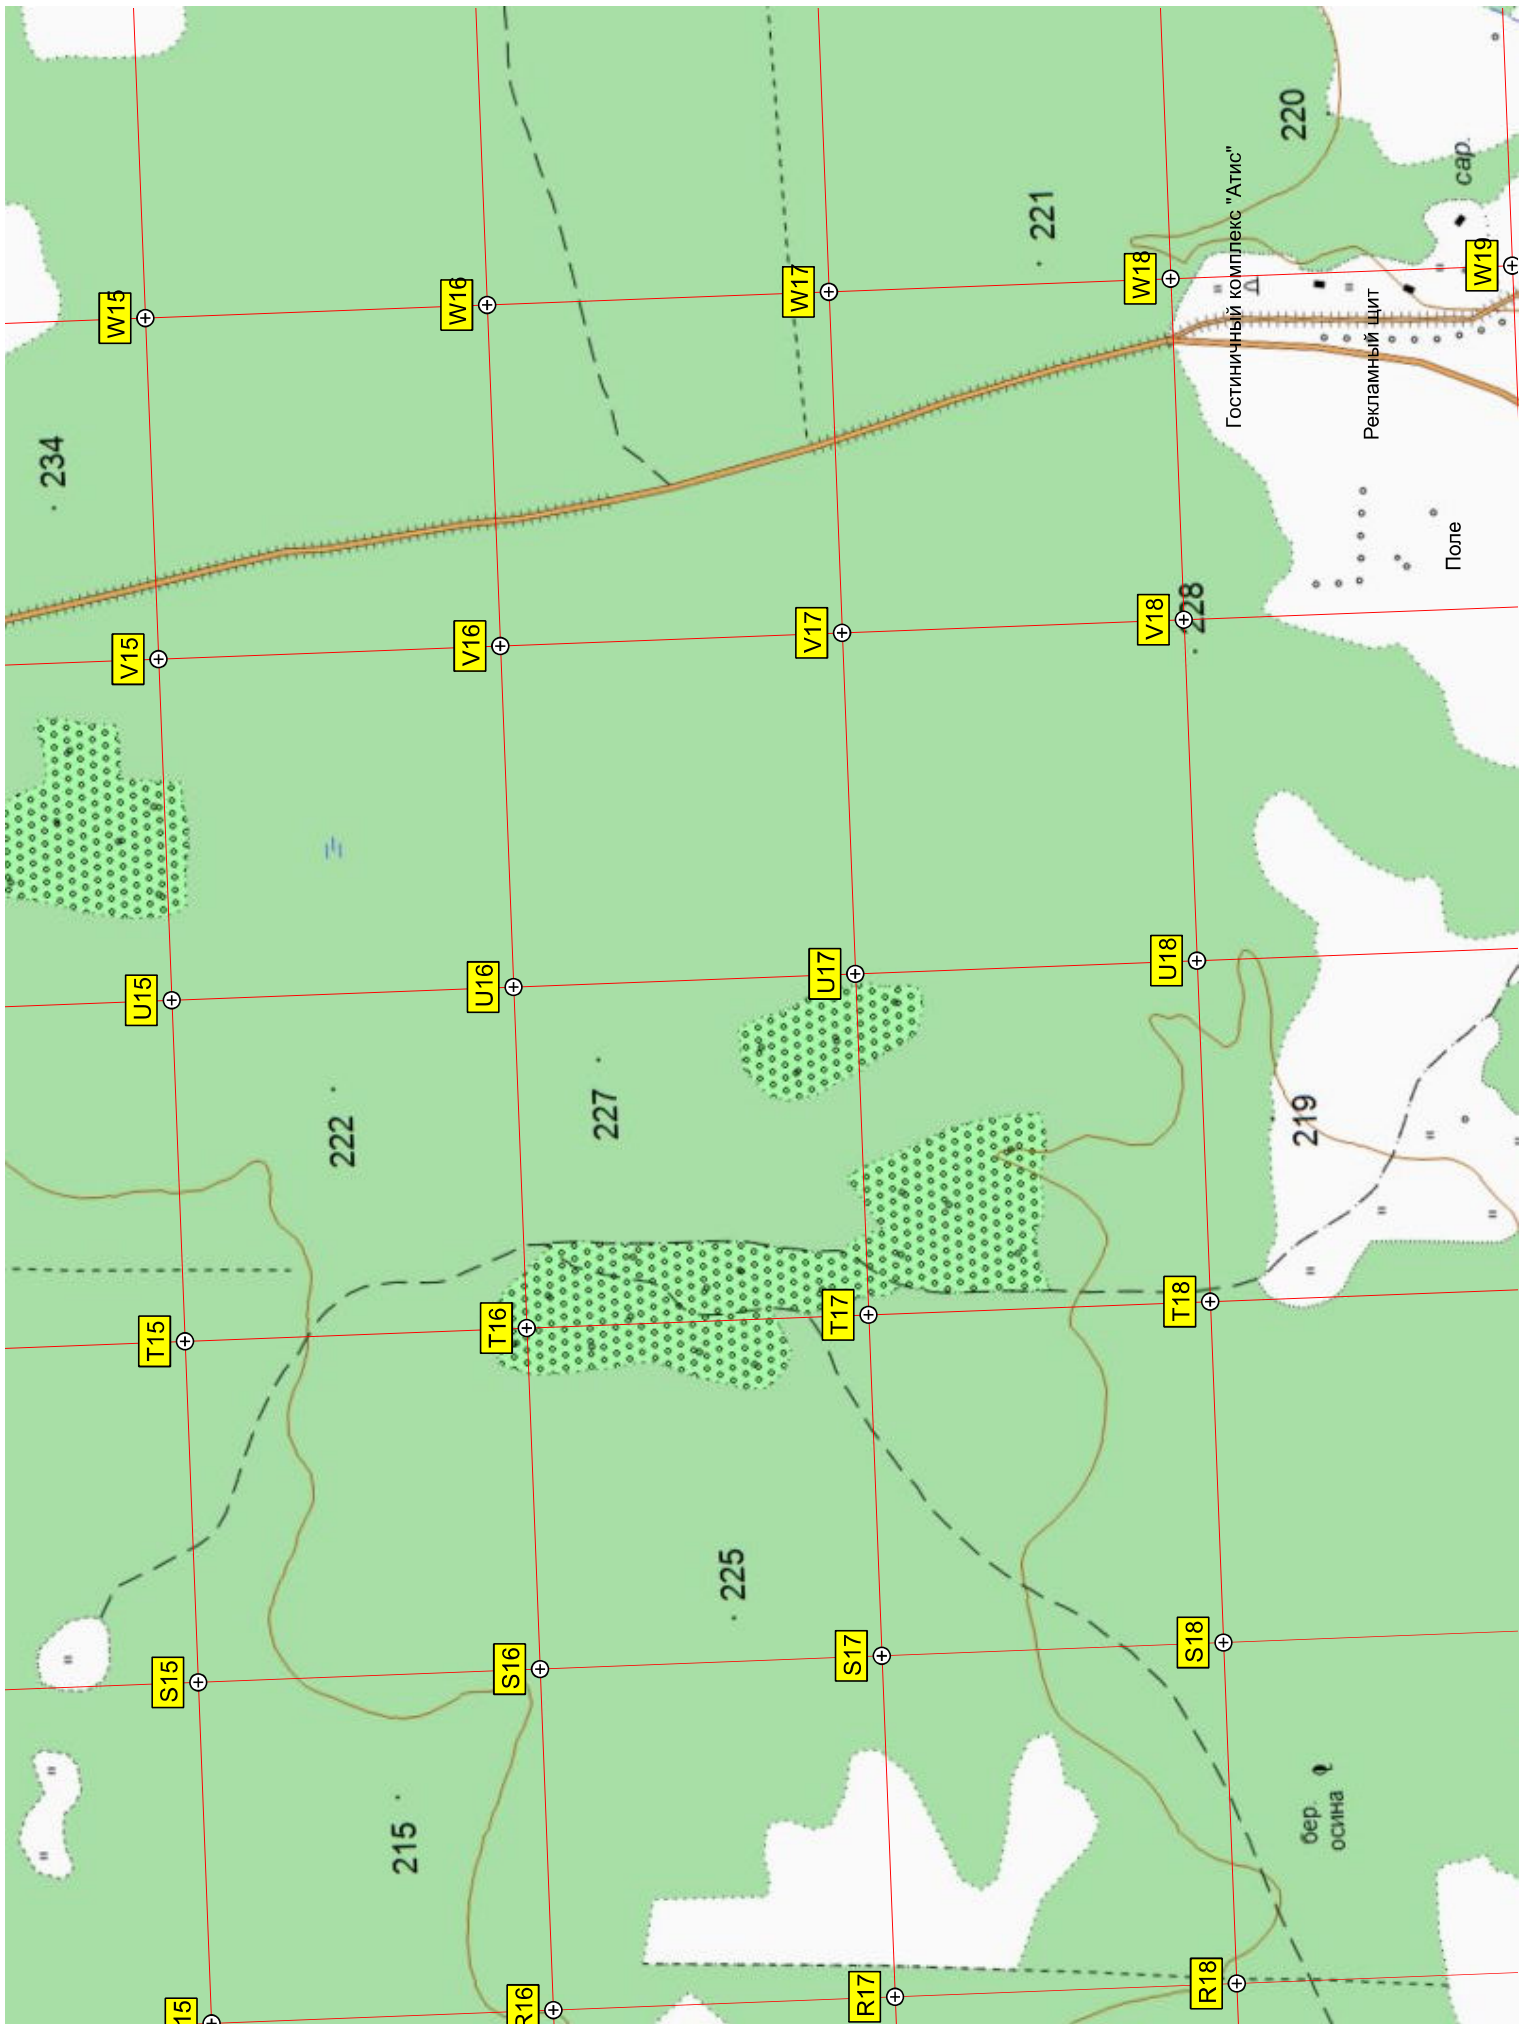 W15
W16
W17
W18
W19
V15
V16
V17
V18
U15
U16
U17
U18
T15
T16
T17
T18
S15
S16
S17
S18
15
R16
R17
R18
234
221
220
228
222
227
219
225
215
сар.
Гостиничный комплекс "Атис"
Рекламный щит
Поле
бер.
осина